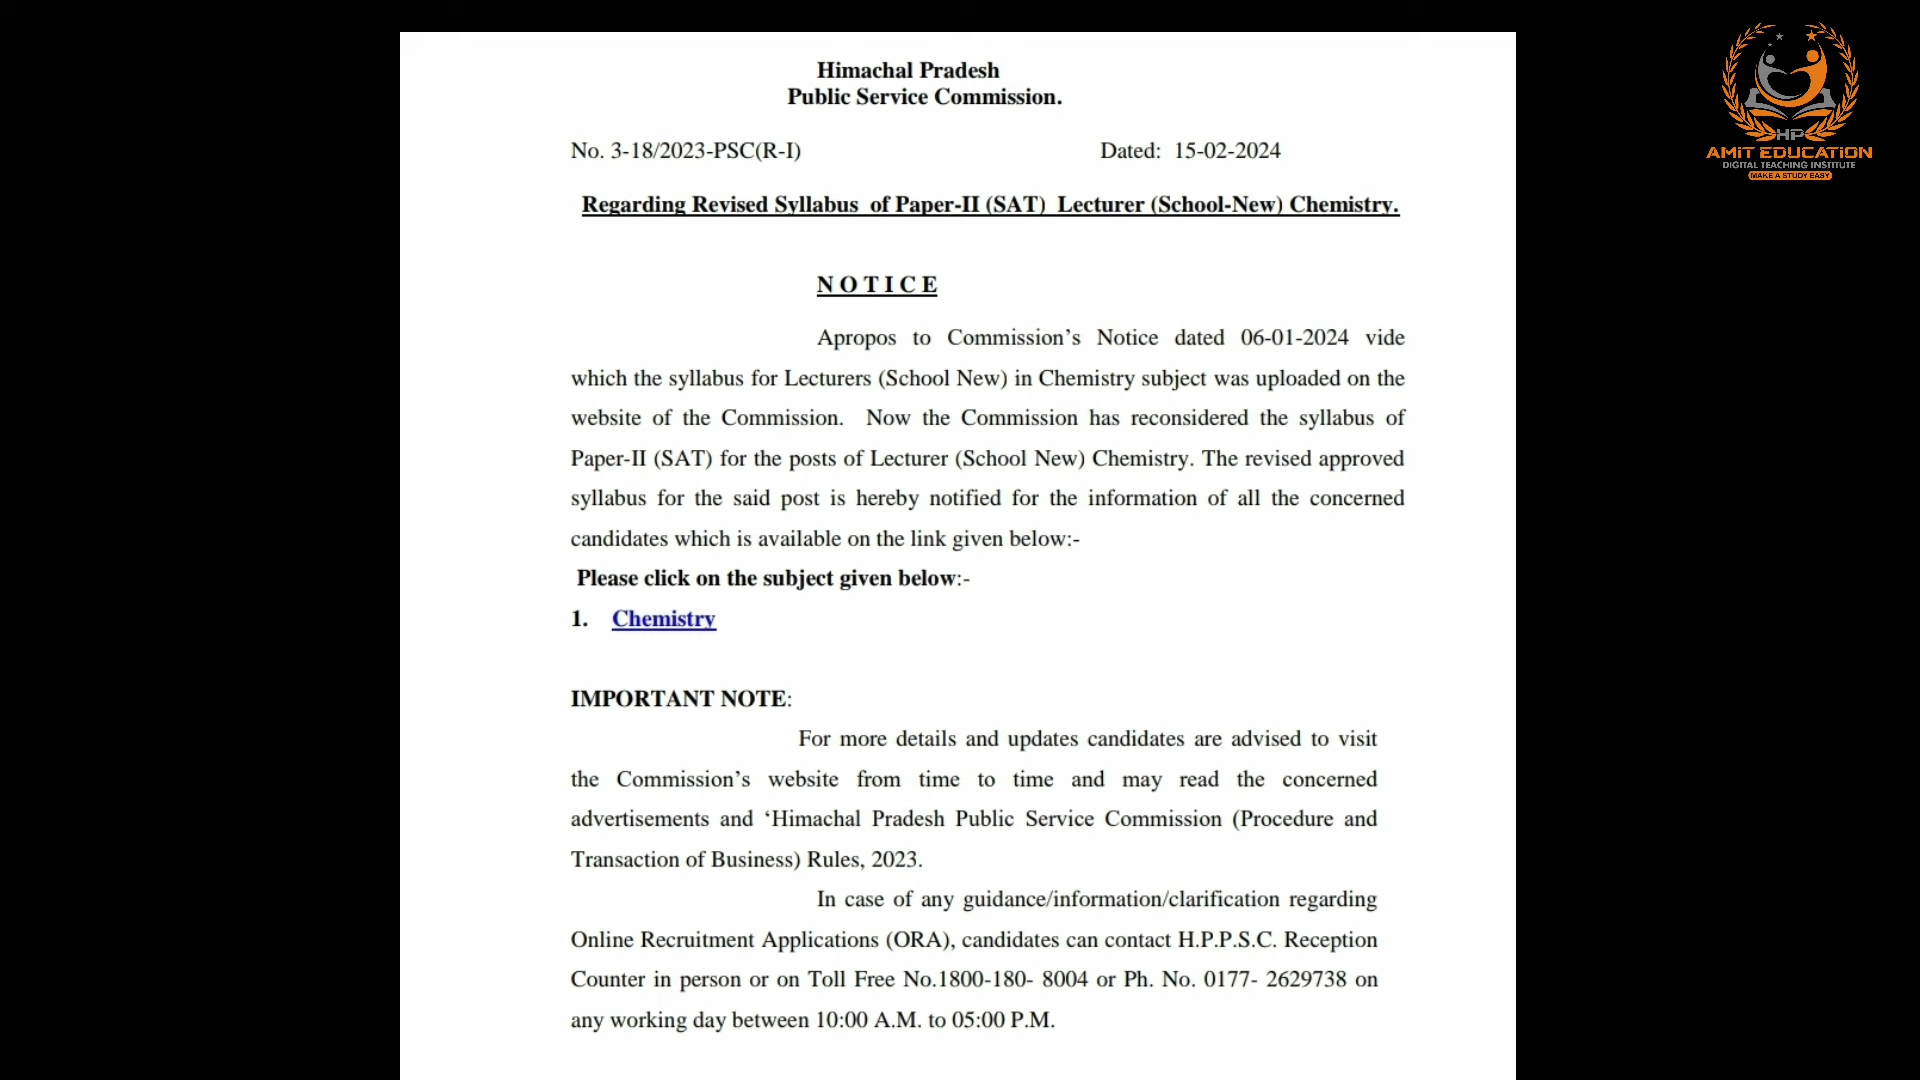 Himachal Pradesh
Public Service Commission.
No. 3-18/2023-PSC(R-I) Dated: 15-02-2024
Regarding Revised Syllabus of Paper-II (SAT) Lecturer (School-New) Chemistry.
N O T I C E
Apropos to Commission’s Notice dated 06-01-2024 vide
which the syllabus for Lecturers (School New) in Chemistry subject was uploaded on the
website of the Commission. Now the Commission has reconsidered the syllabus of
Paper-II (SAT) for the posts of Lecturer (School New) Chemistry. The revised approved
syllabus for the said post is hereby notified for the information of all the concerned
candidates which is available on the link given below:-
Please click on the subject given below:-
1. Chemistry
IMPORTANT NOTE:
For more details and updates candidates are advised to visit
the Commission’s website from time to time and may read the concerned
advertisements and ‘Himachal Pradesh Public Service Commission (Procedure and
Transaction of Business) Rules, 2023.
In case of any guidance/information/clarification regarding
Online Recruitment Applications (ORA), candidates can contact H.P.P.S.C. Reception
Counter in person or on Toll Free No.1800-180- 8004 or Ph. No. 0177- 2629738 on
any working day between 10:00 A.M. to 05:00 P.M.
HP
AMiT EDUCATiON
DIGITAL TEACHING INSTITUTE
MAKE A STUDY EASY